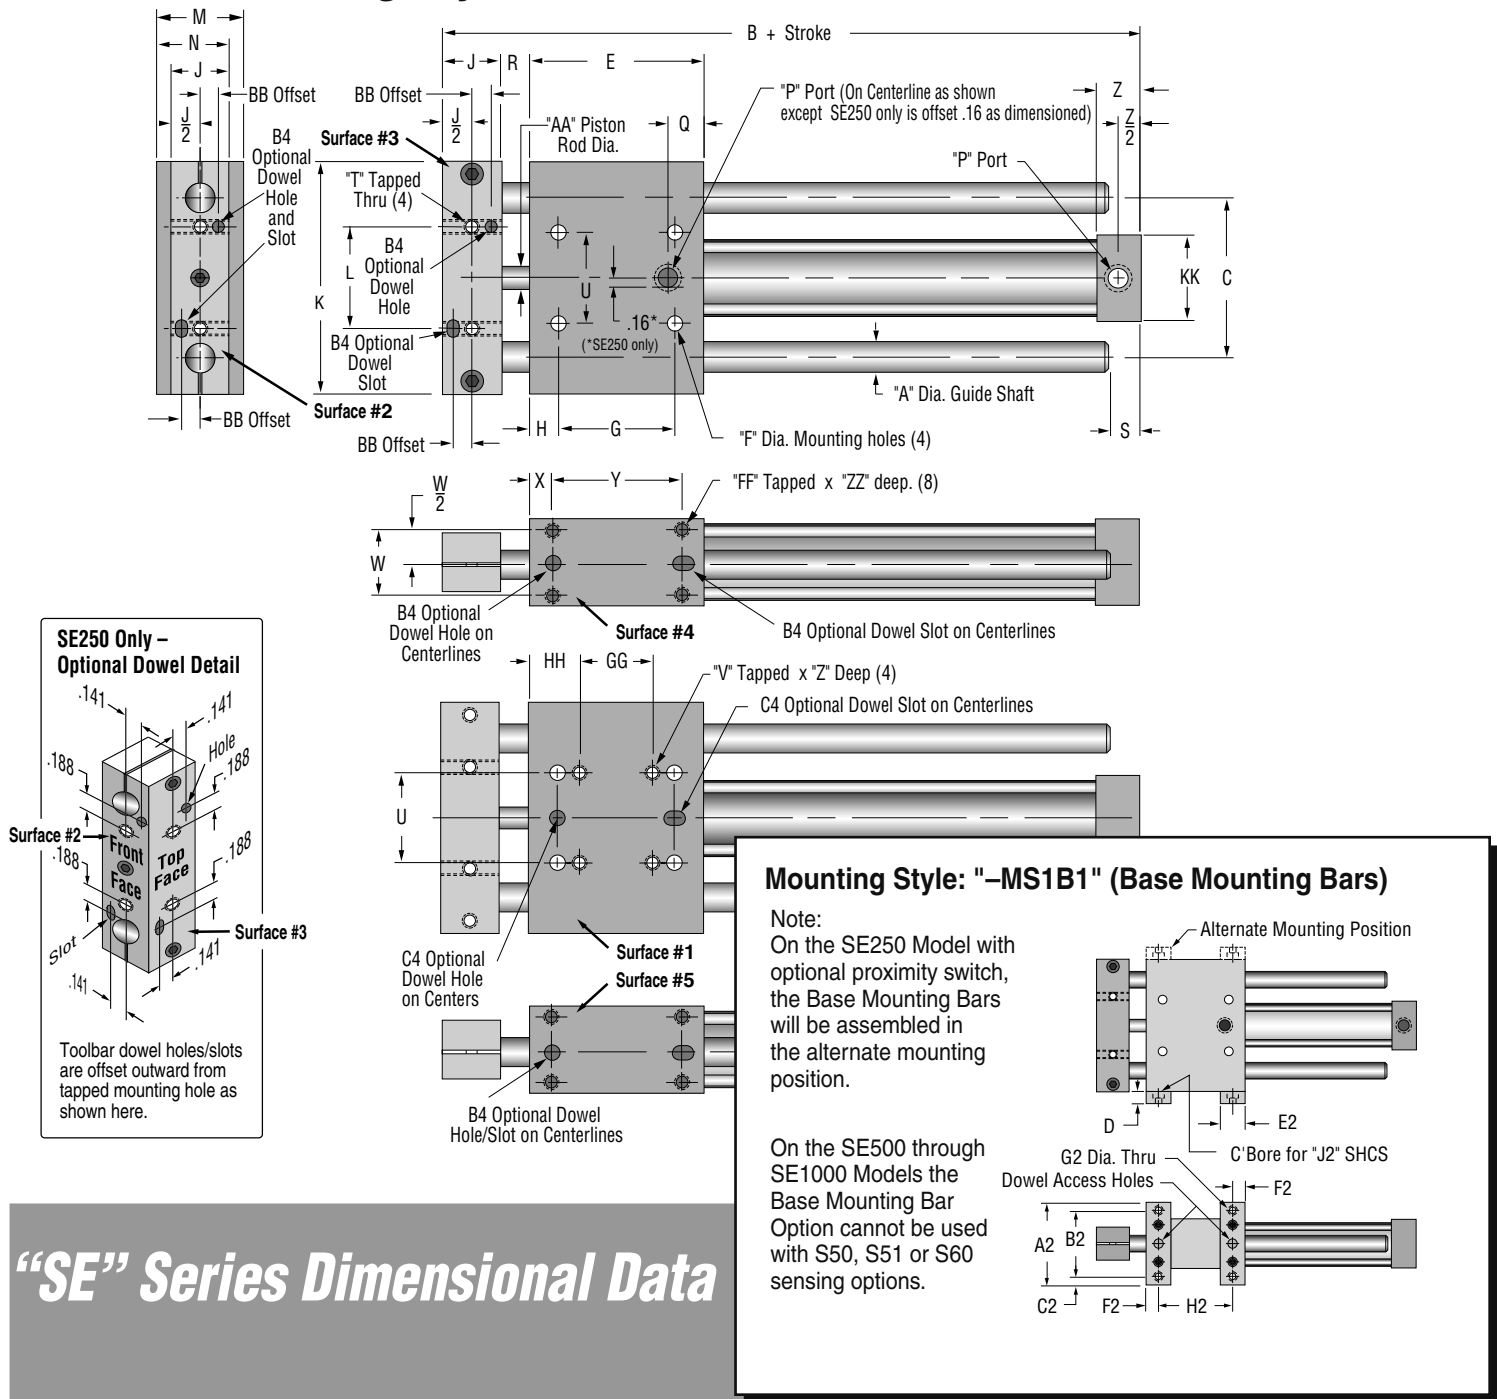 M
N
J
BB Offset
J
2
B4
Optional
Dowel
Hole
and
Slot
BB Offset
Surface #2
B + Stroke
J
R
E
BB Offset
J
2
Surface #3
"AA" Piston
Rod Dia.
Q
"P" Port (On Centerline as shown
except SE250 only is offset .16 as dimensioned)
Z
Z
2
"P" Port
"T" Tapped
Thru (4)
B4
Optional
Dowel
Hole
L
K
U
.16*
(*SE250 only)
KK
C
B4 Optional
Dowel
Slot
"A" Dia. Guide Shaft
BB Offset
H
G
"F" Dia. Mounting holes (4)
S
W
2
X
Y
"FF" Tapped x "ZZ" deep. (8)
W
B4 Optional
Dowel Hole on
Centerlines
Surface #4
B4 Optional Dowel Slot on Centerlines
SE250 Only –
Optional Dowel Detail
.141
.141
Hole
.188
.188
Surface #2
Front
Face
Top
Face
.188
.188
Slot
Surface #3
.141
.141
Toolbar dowel holes/slots
are offset outward from
tapped mounting hole as
shown here.
HH
GG
"V" Tapped x "Z" Deep (4)
C4 Optional Dowel Slot on Centerlines
U
C4 Optional
Dowel Hole
on Centers
Surface #1
Surface #5
B4 Optional Dowel
Hole/Slot on Centerlines
Mounting Style: "–MS1B1" (Base Mounting Bars)
Note:
On the SE250 Model with
optional proximity switch,
the Base Mounting Bars
will be assembled in
the alternate mounting
position.
On the SE500 through
SE1000 Models the
Base Mounting Bar
Option cannot be used
with S50, S51 or S60
sensing options.
Alternate Mounting Position
D
E2
C'Bore for "J2" SHCS
G2 Dia. Thru
Dowel Access Holes
F2
A2
B2
C2
F2
H2
“SE” Series Dimensional Data